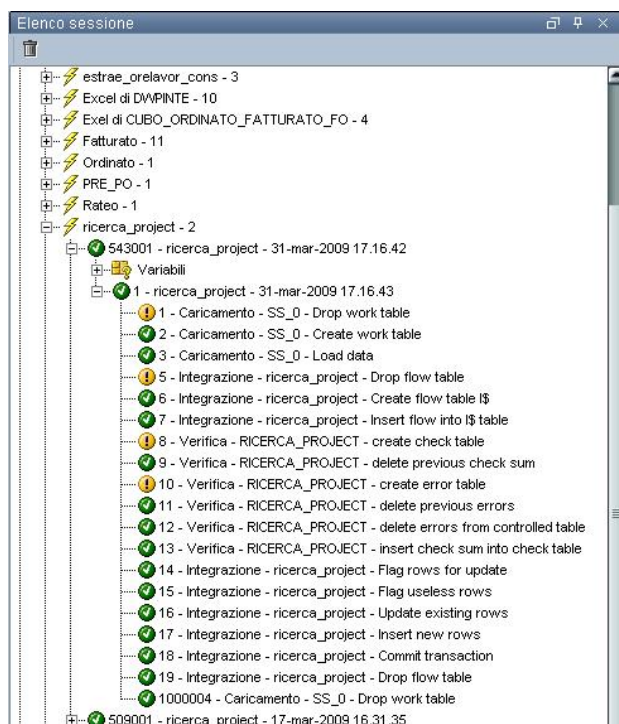 Elenco sessione
estrae_orelavor_cons - 3
Excel di DWPINTE - 10
Exel di CUBO_ORDINATO_FATTURATO_FO - 4
Fatturato - 11
Ordinato - 1
PRE_PO - 1
Rateo - 1
ricerca_project - 2
543001 - ricerca_project - 31-mar-2009 17.16.42
Variabili
1 - ricerca_project - 31-mar-2009 17.16.43
1 - Caricamento - SS_0 - Drop work table
2 - Caricamento - SS_0 - Create work table
3 - Caricamento - SS_0 - Load data
5 - Integrazione - ricerca_project - Drop flow table
6 - Integrazione - ricerca_project - Create flow table I$
7 - Integrazione - ricerca_project - Insert flow into I$ table
8 - Verifica - RICERCA_PROJECT - create check table
9 - Verifica - RICERCA_PROJECT - delete previous check sum
10 - Verifica - RICERCA_PROJECT - create error table
11 - Verifica - RICERCA_PROJECT - delete previous errors
12 - Verifica - RICERCA_PROJECT - delete errors from controlled table
13 - Verifica - RICERCA_PROJECT - insert check sum into check table
14 - Integrazione - ricerca_project - Flag rows for update
15 - Integrazione - ricerca_project - Flag useless rows
16 - Integrazione - ricerca_project - Update existing rows
17 - Integrazione - ricerca_project - Insert new rows
18 - Integrazione - ricerca_project - Commit transaction
19 - Integrazione - ricerca_project - Drop flow table
1000004 - Caricamento - SS_0 - Drop work table
509001 - ricerca_project - 17-mar-2009 16.31.35